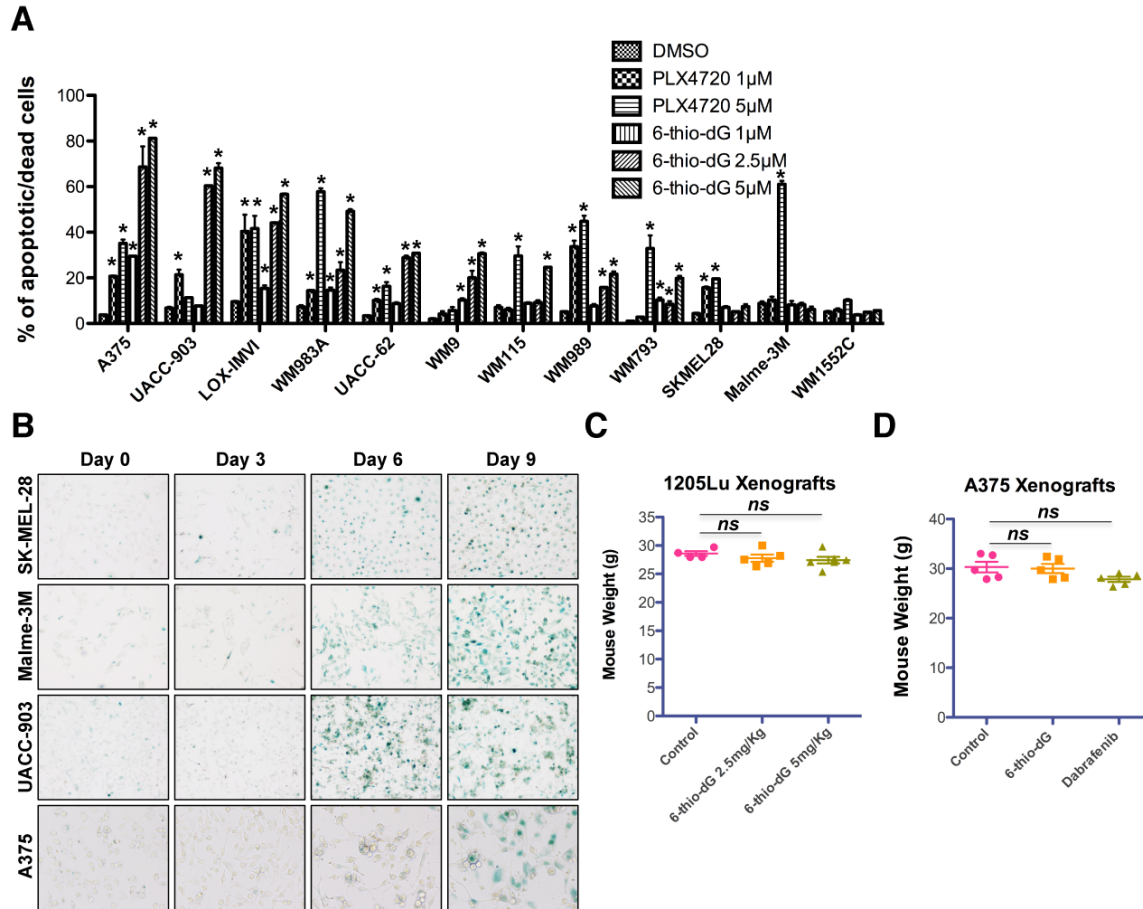 A
DMSO
PLX4720 1µM
PLX4720 5µM
6-thio-dG 1µM
6-thio-dG 2.5µM
6-thio-dG 5µM
% of apoptotic/dead cells
100
80
60
40
20
0
A375
UACC-903
LOX-IMVI
WM983A
UACC-62
WM9
WM115
WM989
WM793
SKMEL28
Malme-3M
WM1552C
B
Day 0 Day 3 Day 6 Day 9
SK-MEL-28
Malme-3M
UACC-903
A375
C
1205Lu Xenografts
ns
ns
Mouse Weight (g)
35
30
25
20
15
10
5
0
Control
6-thio-dG 2.5mg/Kg
6-thio-dG 5mg/Kg
D
A375 Xenografts
ns
ns
Mouse Weight (g)
40
30
20
10
0
Control
6-thio-dG
Dabrafenib